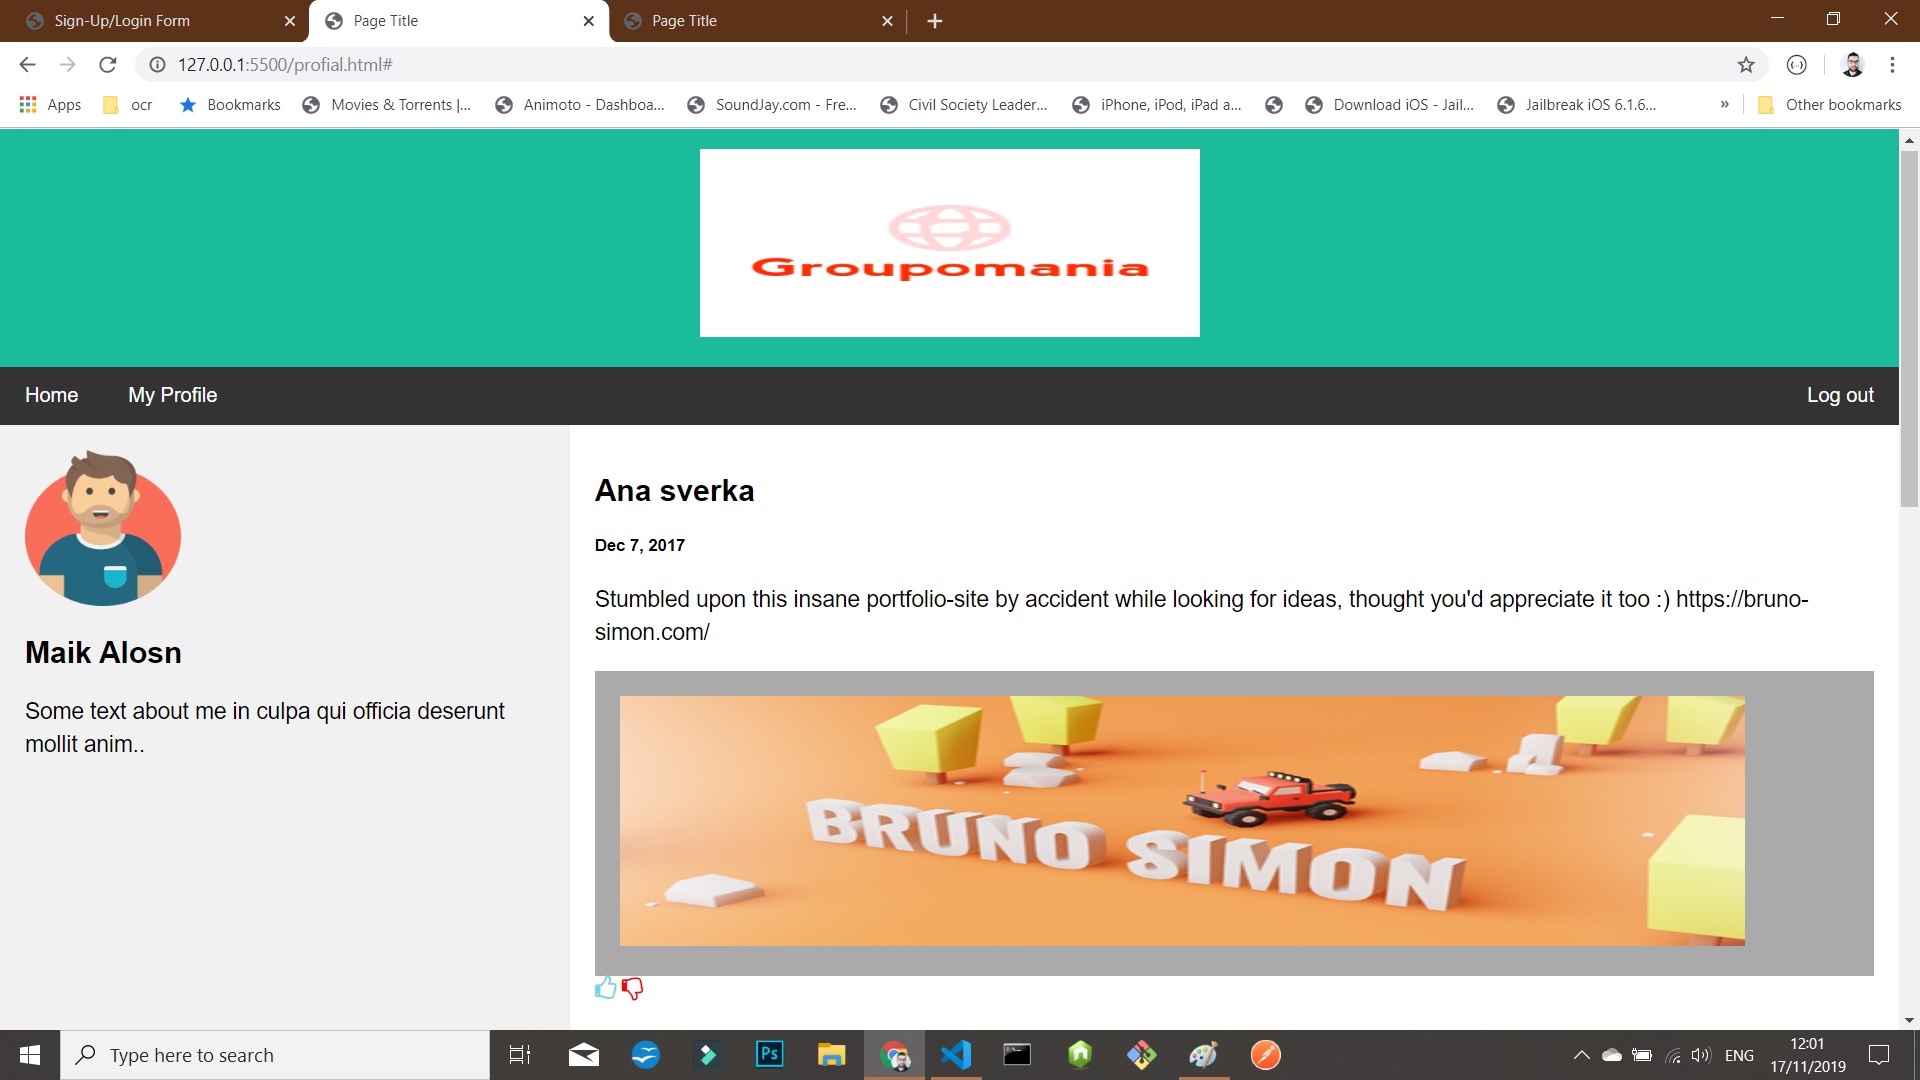 Sign-Up/Login Form
Page Title
Page Title
127.0.0.1:5500/profial.html#
Apps
ocr
Bookmarks
Movies & Torrents |...
Animoto - Dashboa...
SoundJay.com - Fre...
Civil Society Leader...
iPhone, iPod, iPad a...
Download iOS - Jail...
Jailbreak iOS 6.1.6...
»
Other bookmarks
Groupomania
Home
My Profile
Log out
Maik Alosn
Some text about me in culpa qui officia deserunt
mollit anim..
Ana sverka
Dec 7, 2017
Stumbled upon this insane portfolio-site by accident while looking for ideas, thought you'd appreciate it too :) https://bruno-
simon.com/
BRUNO SIMON
Type here to search
Ps
ENG
12:01
17/11/2019